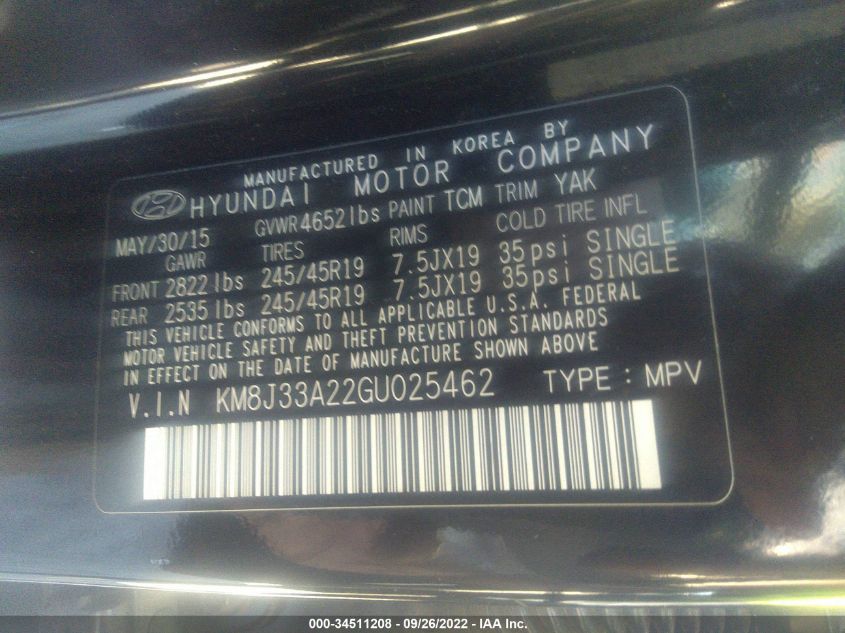 MANUFACTURED IN KOREA BY
HYUNDAI MOTOR COMPANY
MAY/30/15 GVWR 4652lbs PAINT TCM TRIM YAK
GAWR TIRES RIMS COLD TIRE INFL
FRONT 2822lbs 245/45R19 7.5JX19 35psi SINGLE
REAR 2535lbs 245/45R19 7.5JX19 35psi SINGLE
THIS VEHICLE CONFORMS TO ALL APPLICABLE U.S.A. FEDERAL
MOTOR VEHICLE SAFETY AND THEFT PREVENTION STANDARDS
IN EFFECT ON THE DATE OF MANUFACTURE SHOWN ABOVE
V.I.N KM8J33A22GU025462 TYPE : MPV
000-34511208 - 09/26/2022 - IAA Inc.